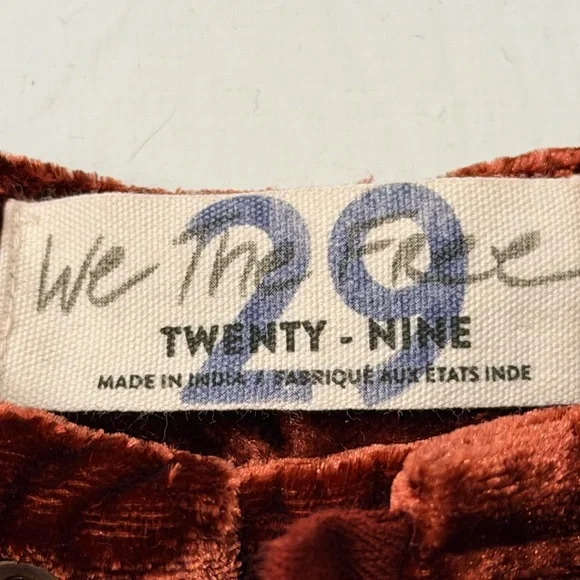 We The Free
29
TWENTY - NINE
MADE IN INDIA / FABRIQUÉ AUX ÉTATS INDE